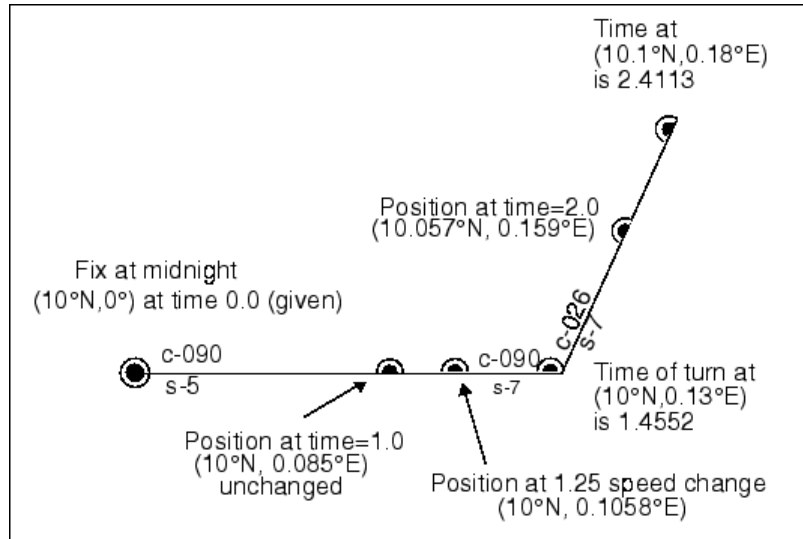 Time at
(10.1°N,0.18°E)
is 2.4113
Position at time=2.0
(10.057°N, 0.159°E)
Fix at midnight
(10°N,0°) at time 0.0 (given)
c-090
s-5
c-090
s-7
c-026
s-7
Time of turn at
(10°N,0.13°E)
is 1.4552
Position at time=1.0
(10°N, 0.085°E)
unchanged
Position at 1.25 speed change
(10°N, 0.1058°E)